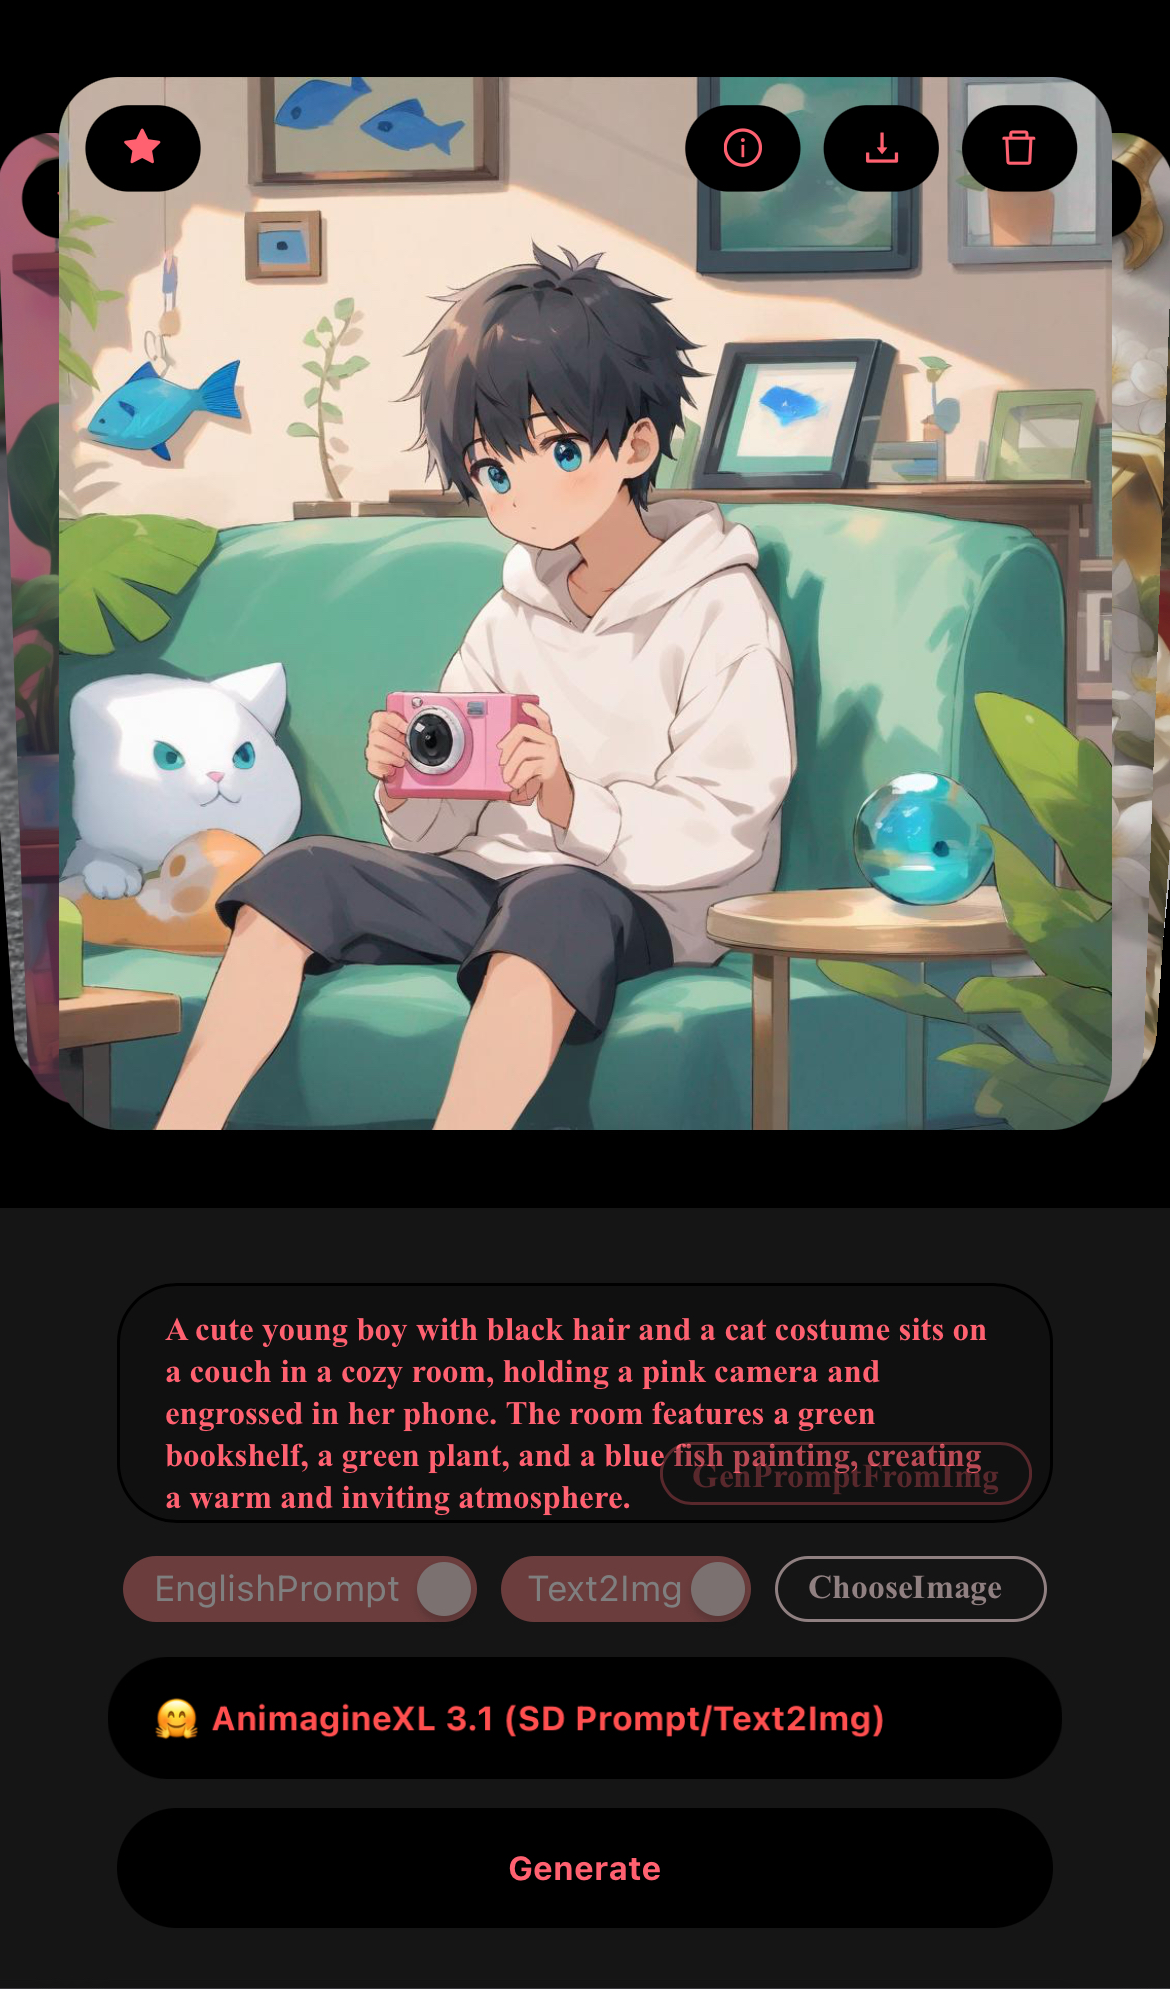 A cute young boy with black hair and a cat costume sits on
a couch in a cozy room, holding a pink camera and
engrossed in her phone. The room features a green
bookshelf, a green plant, and a blue fish painting, creating
GenPromptFromImg
a warm and inviting atmosphere.
EnglishPrompt
Text2Img
ChooseImage
🤗 AnimagineXL 3.1 (SD Prompt/Text2Img)
Generate